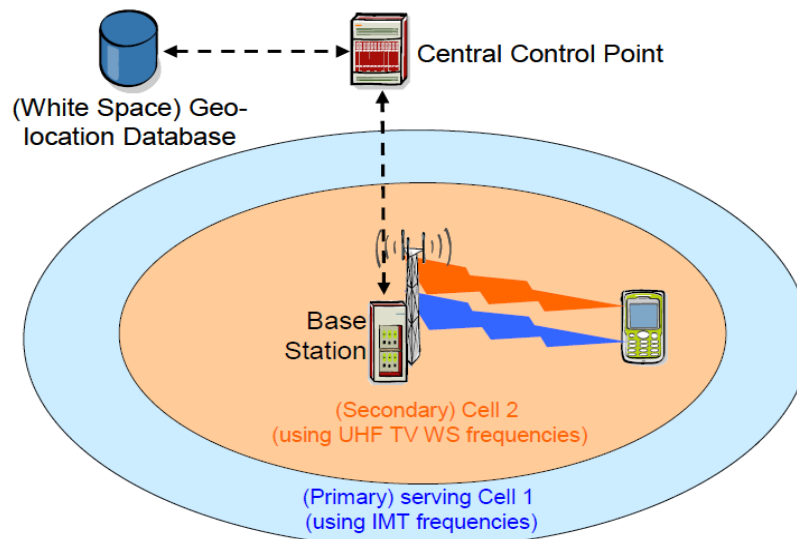 Central Control Point
(White Space) Geo-
location Database
Base
Station
(Secondary) Cell 2
(using UHF TV WS frequencies)
(Primary) serving Cell 1
(using IMT frequencies)